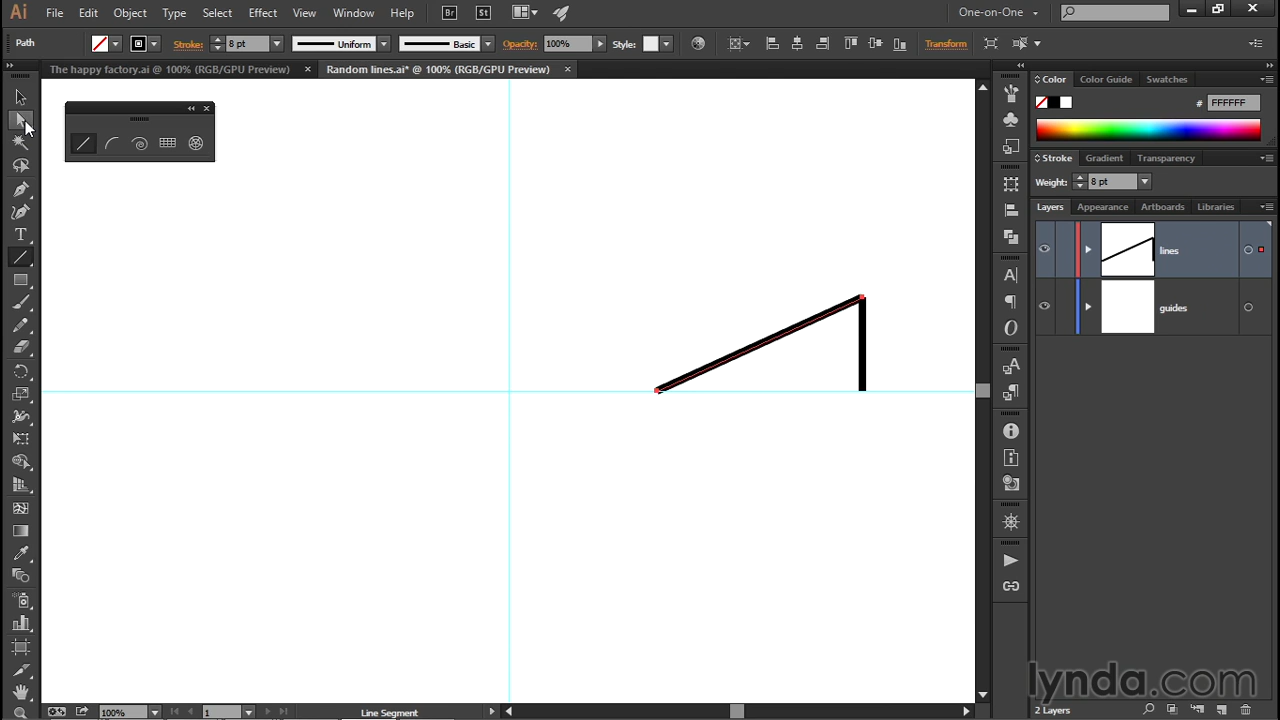 Ai File Edit Object Type Select Effect View Window Help Br St One-on-One
Path Stroke: 8 pt Uniform Basic Opacity: 100% Style: Transform
The happy factory.ai @ 100% (RGB/GPU Preview) × Random lines.ai* @ 100% (RGB/GPU Preview) ×
Color Color Guide Swatches
# FFFFFF
Stroke Gradient Transparency
Weight: 8 pt
Layers Appearance Artboards Libraries
lines
guides
lynda.com
100% 1 Line Segment
2 Layers